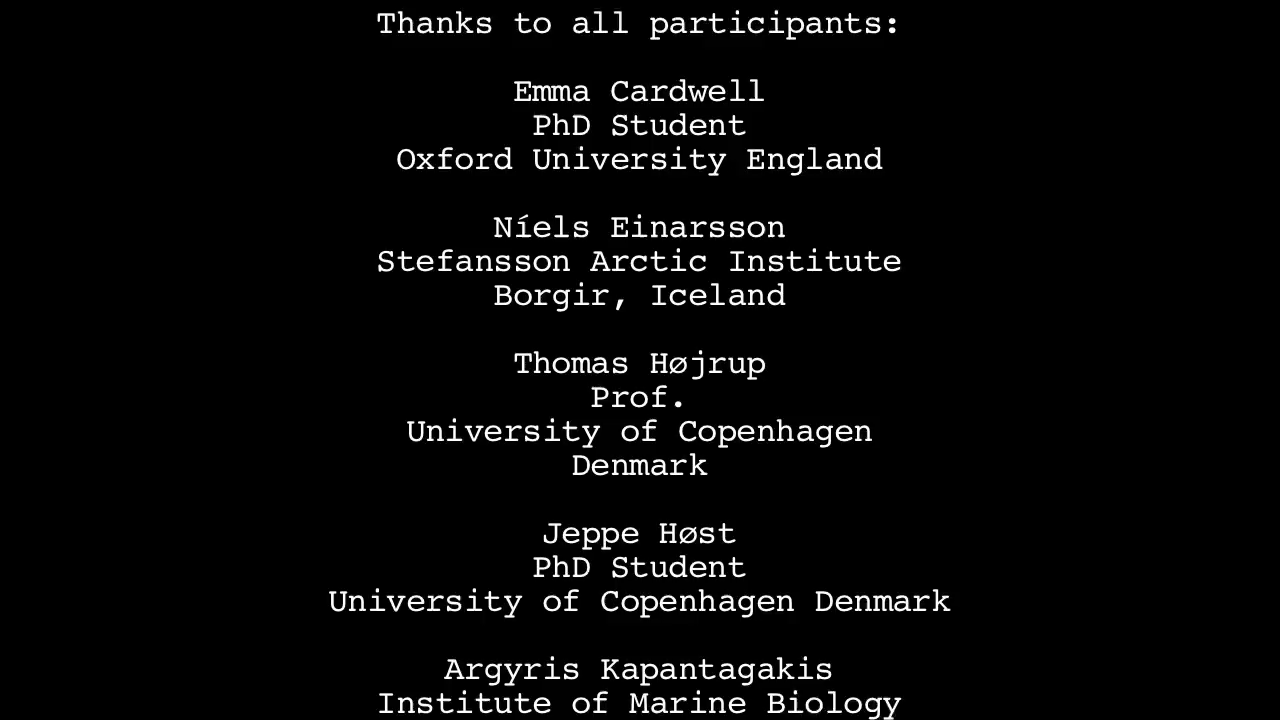 Thanks to all participants:
Emma Cardwell
PhD Student
Oxford University England
Níels Einarsson
Stefansson Arctic Institute
Borgir, Iceland
Thomas Højrup
Prof.
University of Copenhagen
Denmark
Jeppe Høst
PhD Student
University of Copenhagen Denmark
Argyris Kapantagakis
Institute of Marine Biology